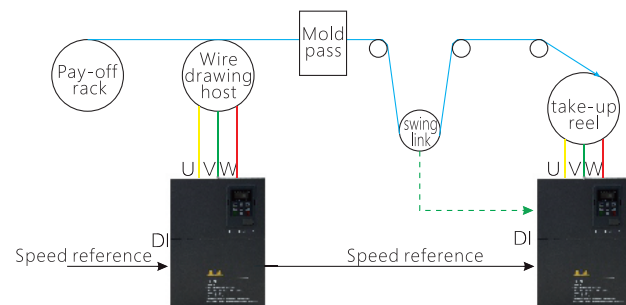 Pay-off
rack
Wire
drawing
host
Mold
pass
swing
link
take-up
reel
U V W
U V W
DI
DI
Speed reference
Speed reference